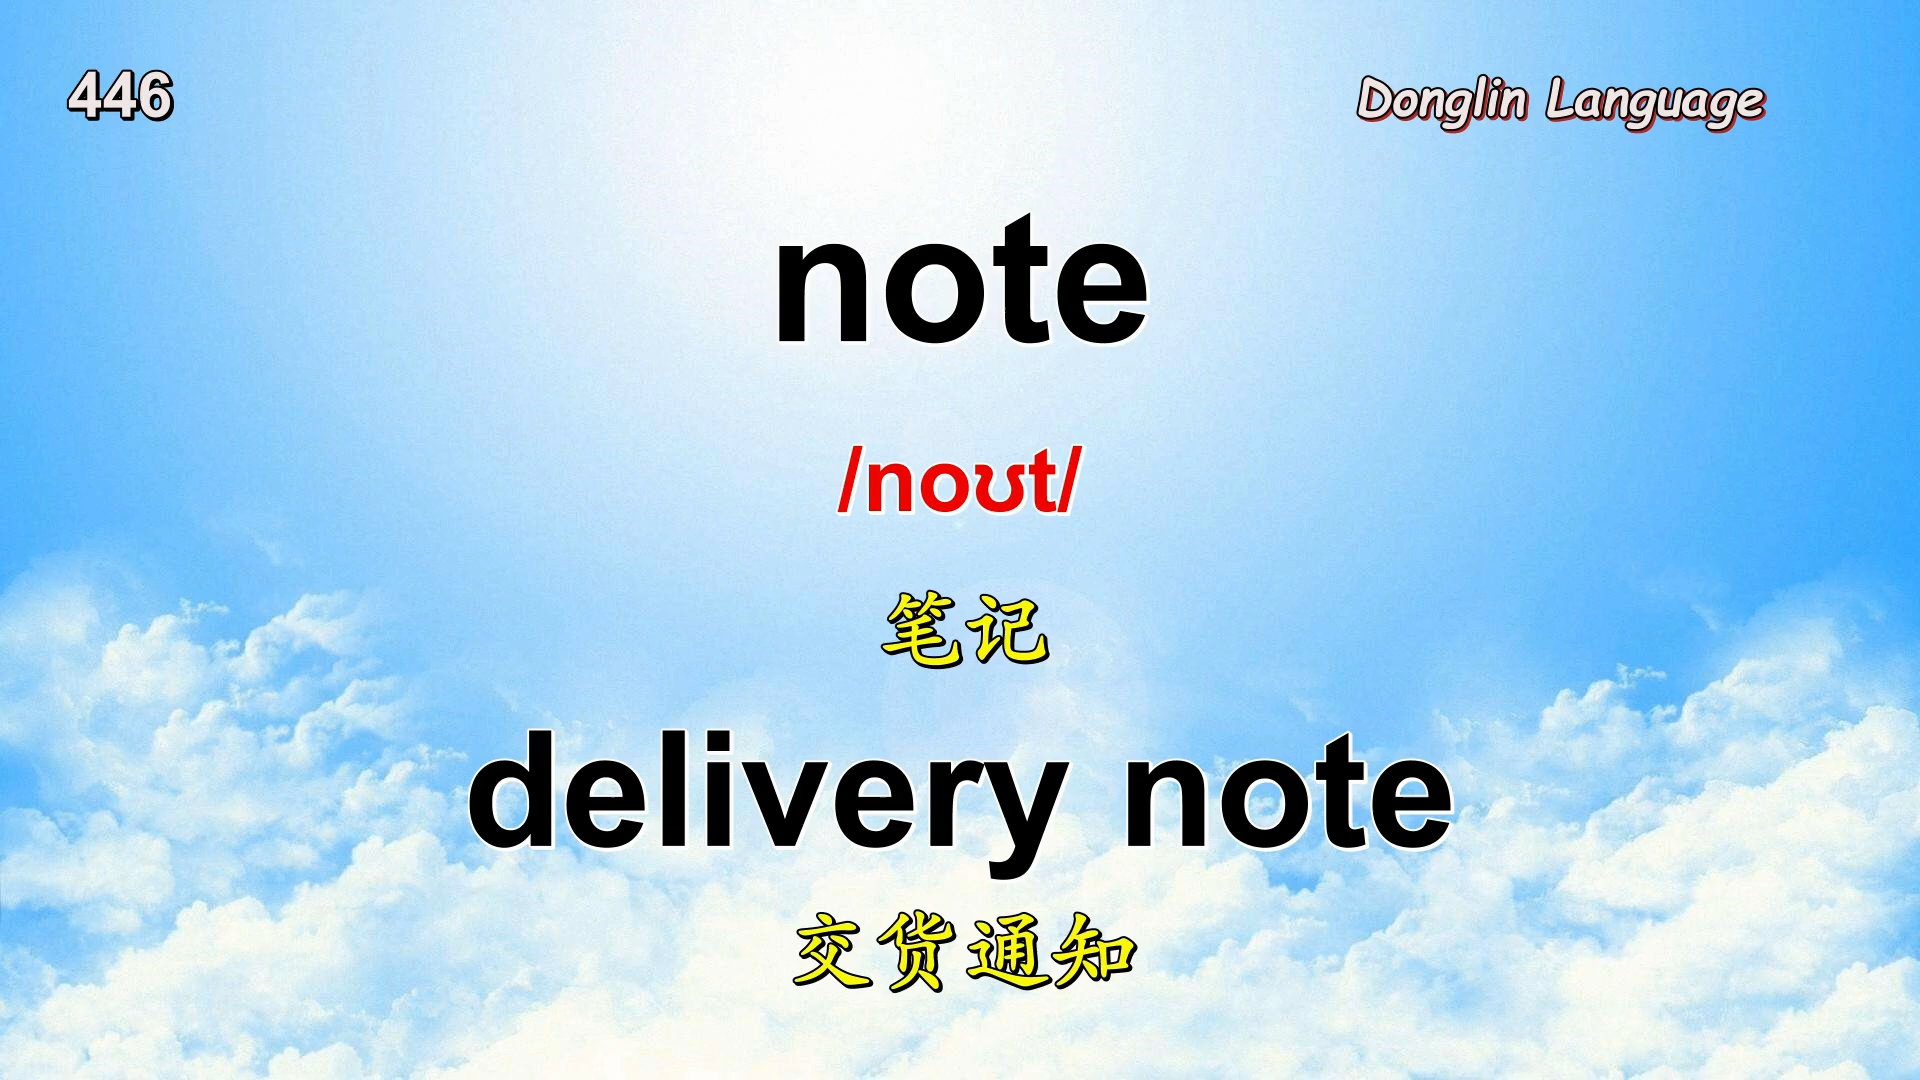 446
Donglin Language
note
/noʊt/
笔记
delivery note
交货通知